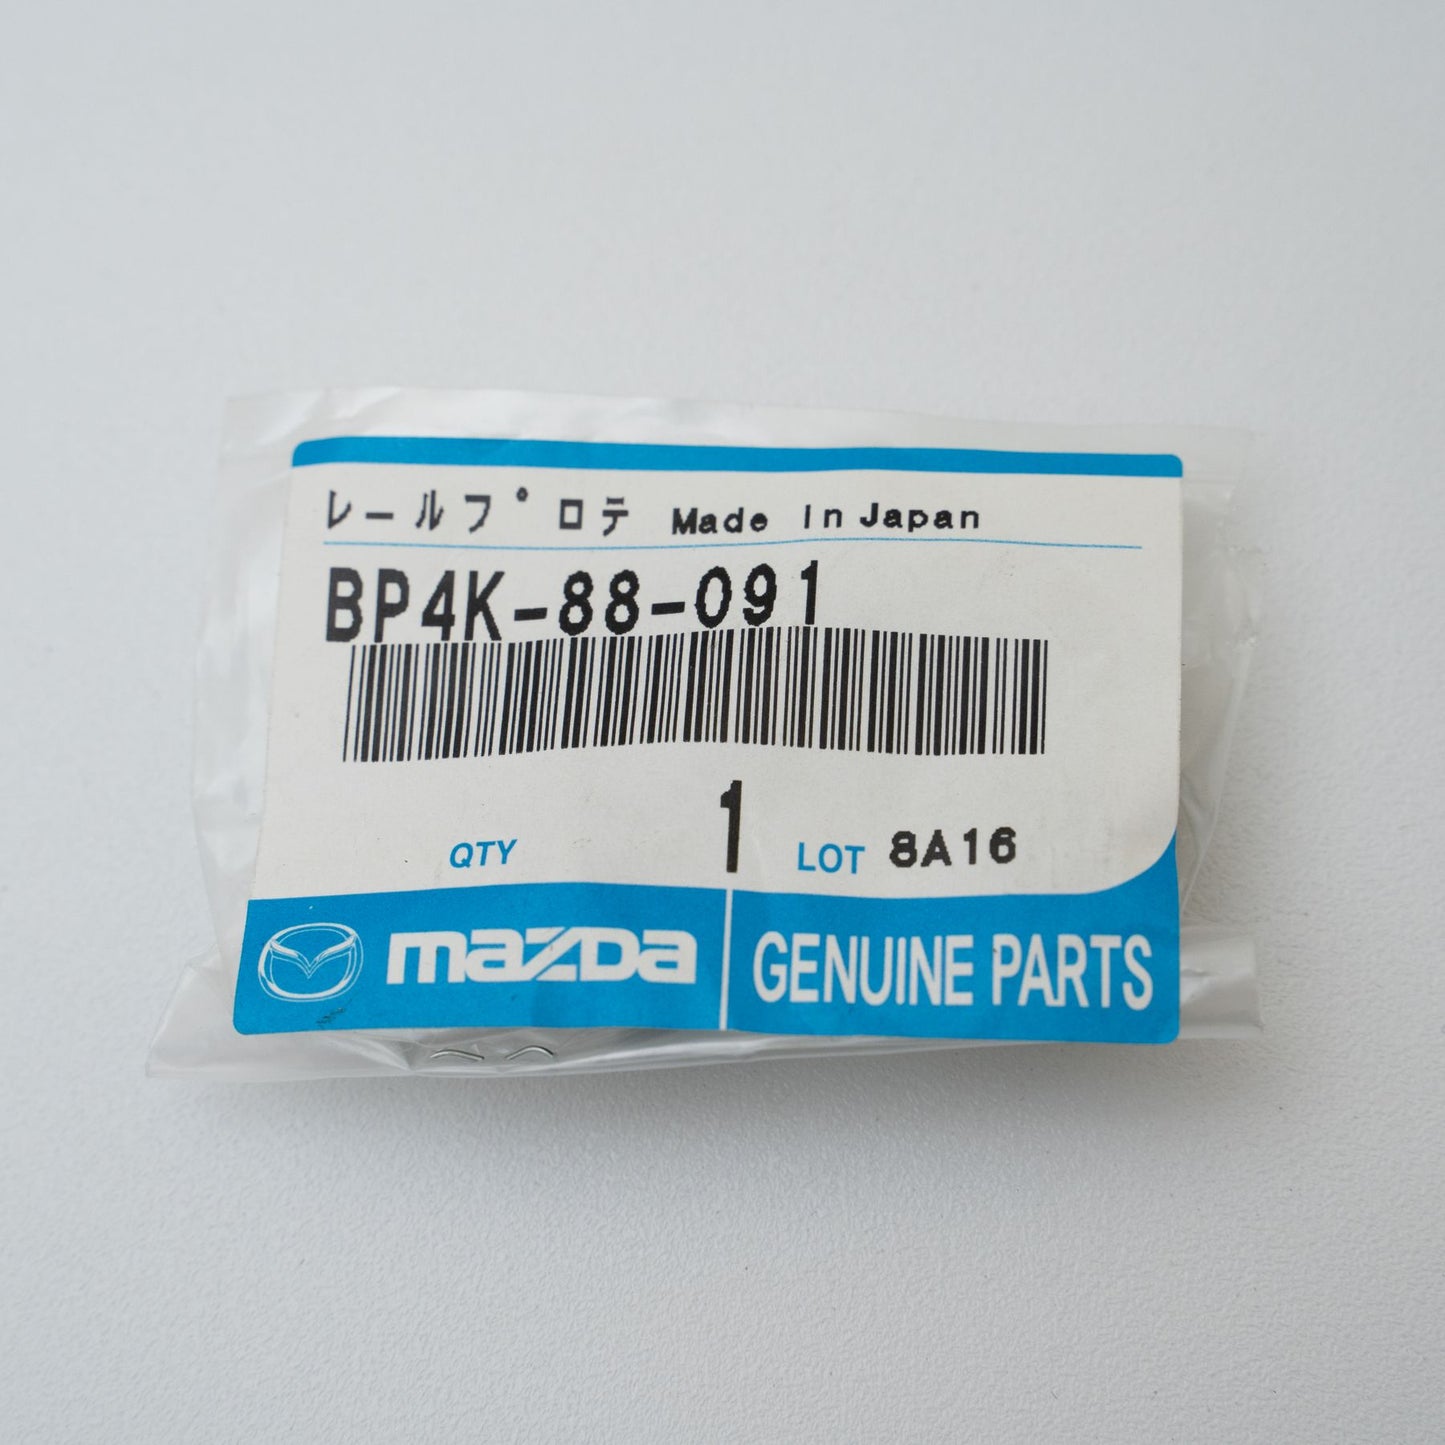 レールプロテ Made in Japan
BP4K-88-091
QTY 1 LOT 8A16
mazda GENUINE PARTS